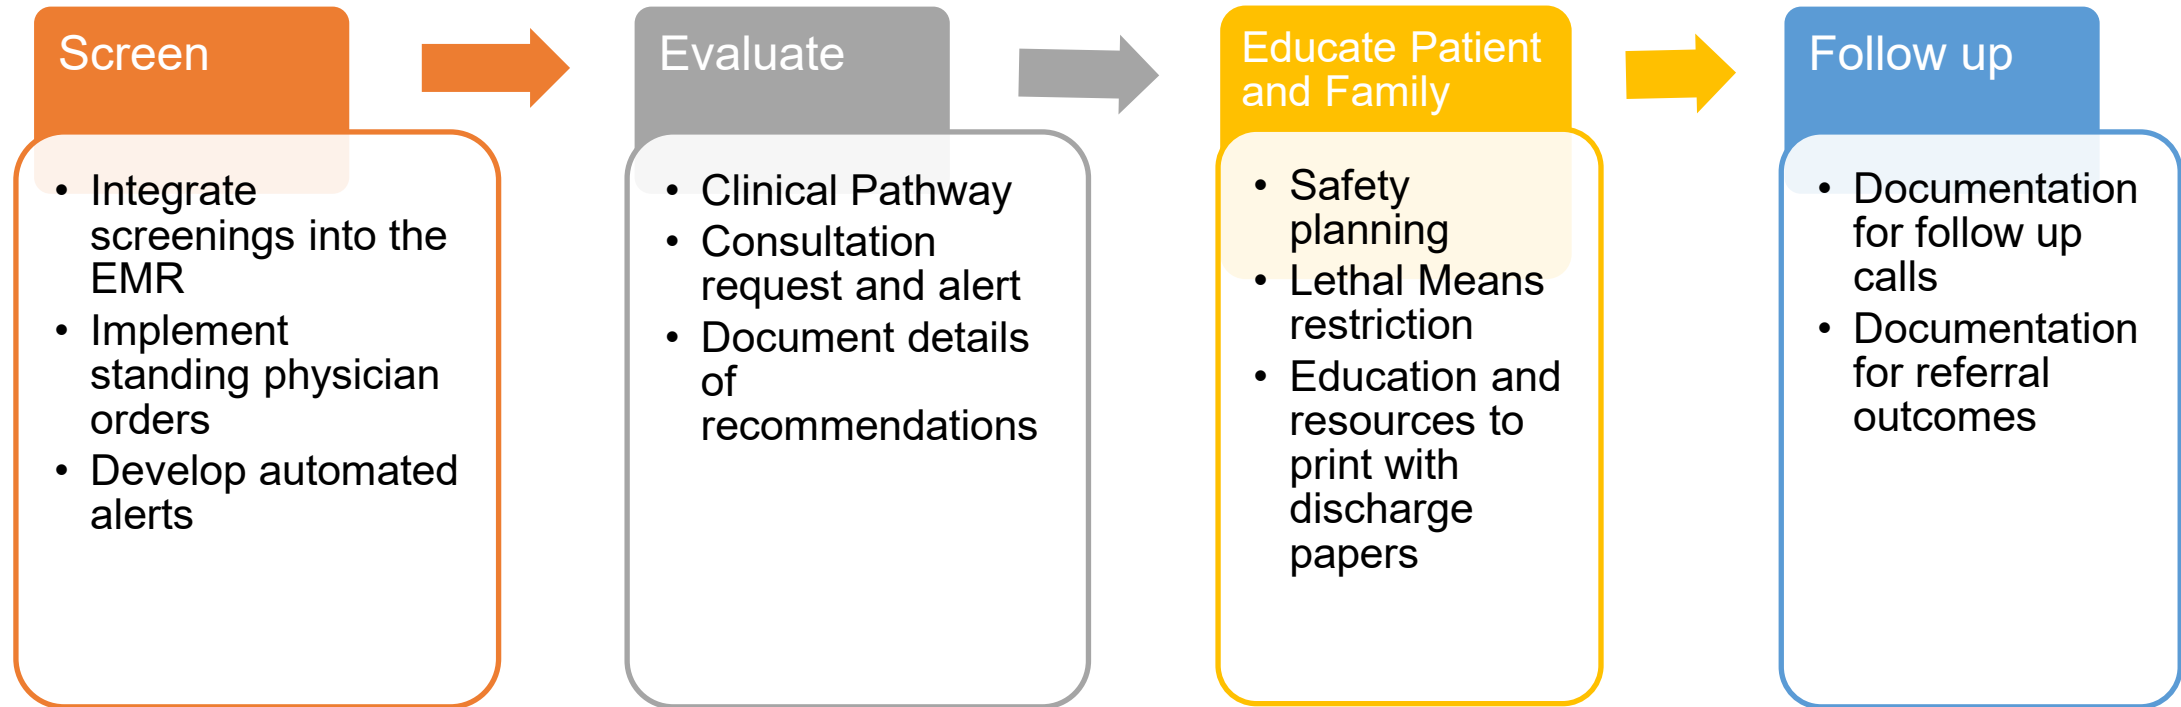 Screen
• Integrate
screenings into the
EMR
• Implement
standing physician
orders
• Develop automated
alerts
Evaluate
• Clinical Pathway
• Consultation
request and alert
• Document details
of
recommendations
Educate Patient
and Family
• Safety
planning
• Lethal Means
restriction
• Education and
resources to
print with
discharge
papers
Follow up
• Documentation
for follow up
calls
• Documentation
for referral
outcomes